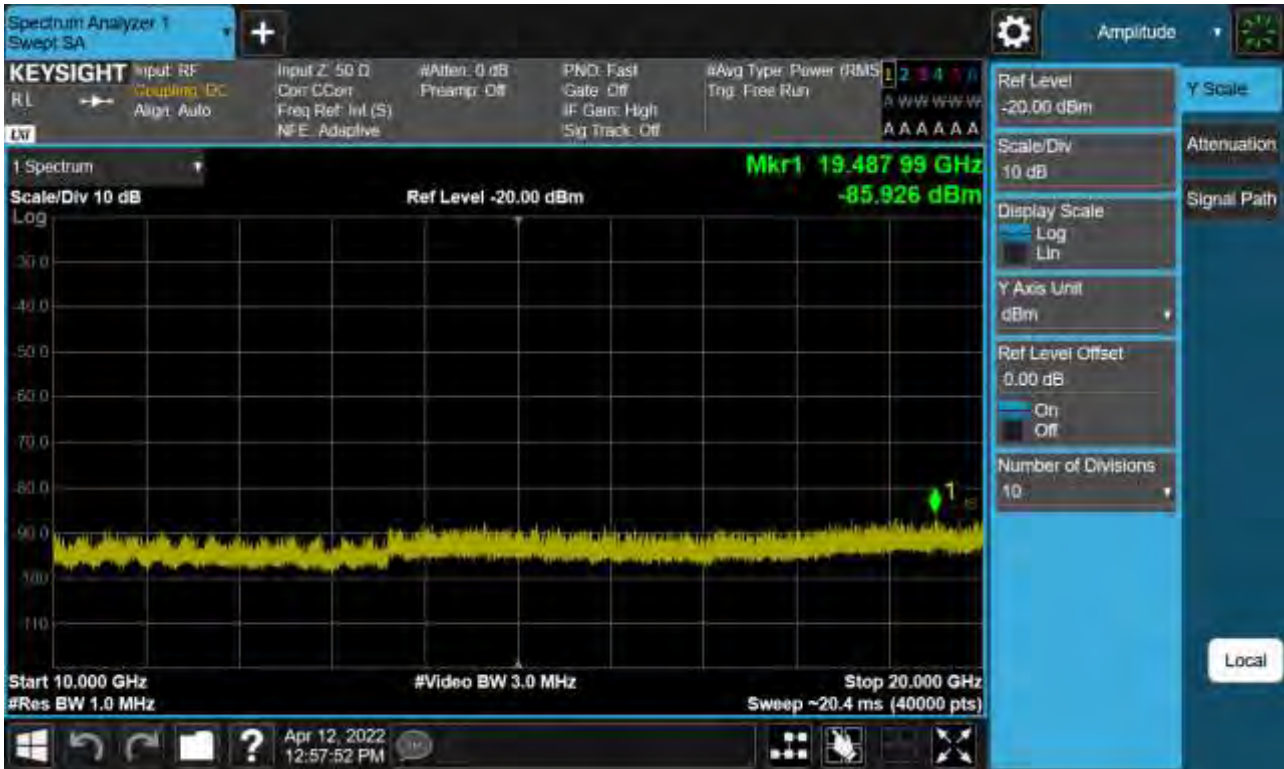 Spectrum Analyzer 1
Swept SA
+
Amplitude
KEYSIGHT
RL
LXI
Input: RF
Coupling: DC
Align: Auto
Input Z: 50 Ω
Corr CCorr
Freq Ref: Int (S)
NFE: Adaptive
#Atten: 0 dB
Preamp: Off
PNO: Fast
Gate: Off
IF Gain: High
Sig Track: Off
#Avg Type: Power (RMS
Trig: Free Run
1 2 3 4 5 6
A W W W W W
A A A A A A
1 Spectrum
Mkr1 19.487 99 GHz
-85.926 dBm
Scale/Div 10 dB
Ref Level -20.00 dBm
Log
-30.0
-40.0
-50.0
-60.0
-70.0
-80.0
-90.0
-100
-110
1
Start 10.000 GHz
#Video BW 3.0 MHz
Stop 20.000 GHz
#Res BW 1.0 MHz
Sweep ~20.4 ms (40000 pts)
Ref Level
-20.00 dBm
Scale/Div
10 dB
Display Scale
Log
Lin
Y Axis Unit
dBm
Ref Level Offset
0.00 dB
On
Off
Number of Divisions
10
Y Scale
Attenuation
Signal Path
Local
?
Apr 12, 2022
12:57:52 PM